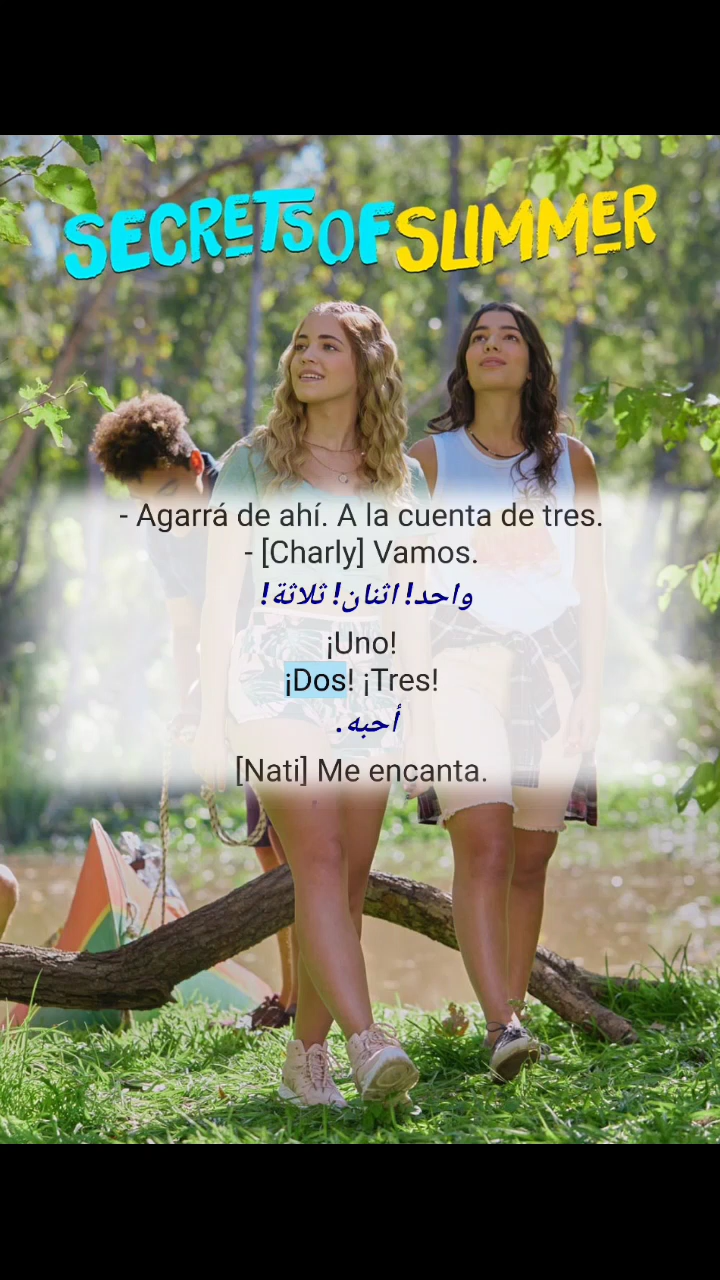 SECRETS OF SUMMER
- Agarrá de ahí. A la cuenta de tres.
- [Charly] Vamos.
واحد! اثنان! ثلاثة!
¡Uno!
¡Dos! ¡Tres!
أحبه.
[Nati] Me encanta.